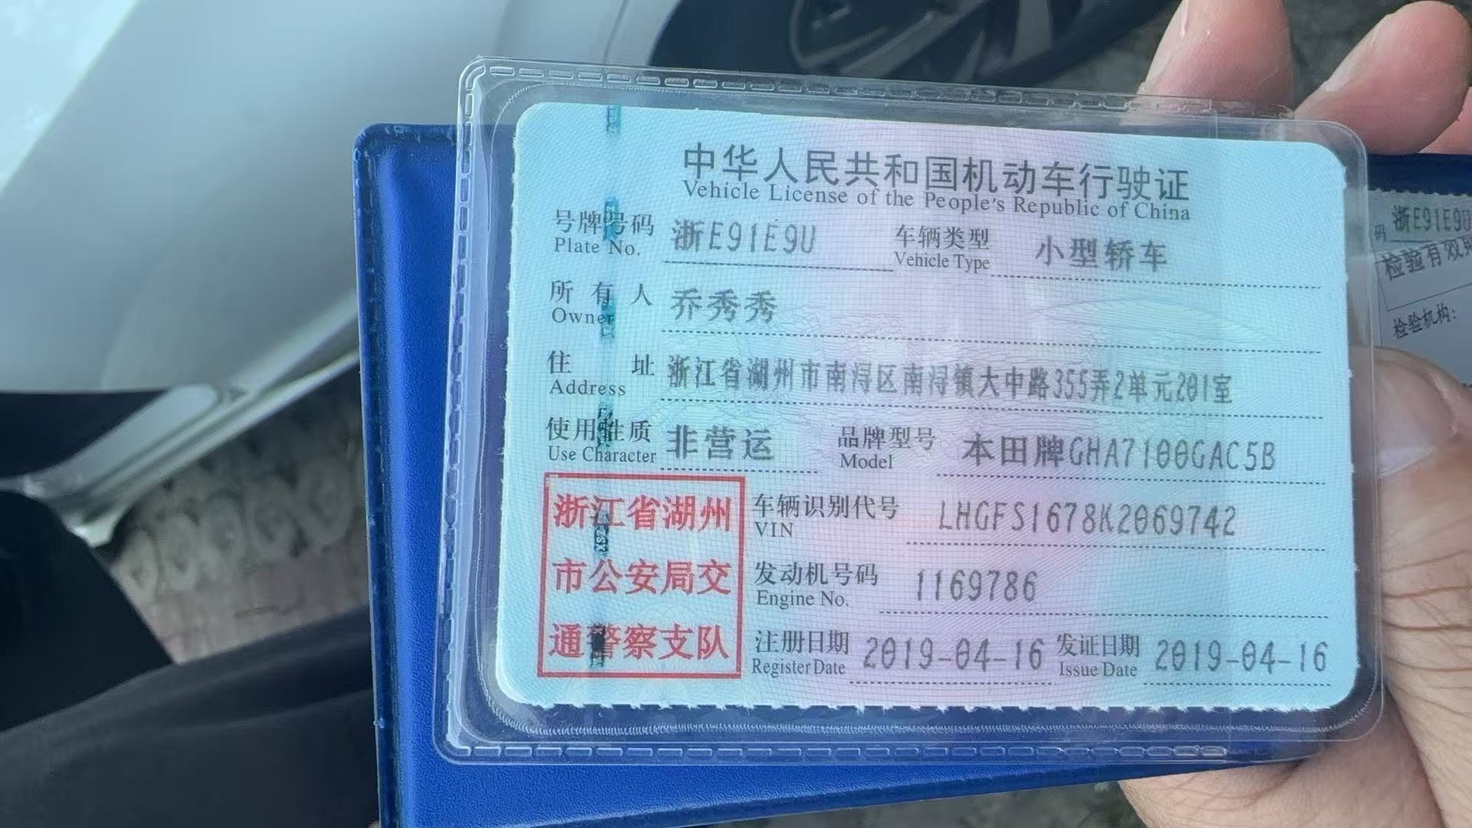 中华人民共和国机动车行驶证
Vehicle License of the People's Republic of China
号牌号码 浙E91E9U 车辆类型 小型轿车
Plate No. Vehicle Type
所有人 乔秀秀
Owner
住址 浙江省湖州市南浔区南浔镇大中路355弄2单元201室
Address
使用性质 非营运 品牌型号 本田牌GHA7100GAC5B
Use Character Model
浙江省湖州
市公安局交
通警察支队
车辆识别代号 LHGFS1678K2069742
VIN
发动机号码 1169786
Engine No.
注册日期 2019-04-16 发证日期 2019-04-16
Register Date Issue Date
码 浙E91E9U
检验有效
检验机构: